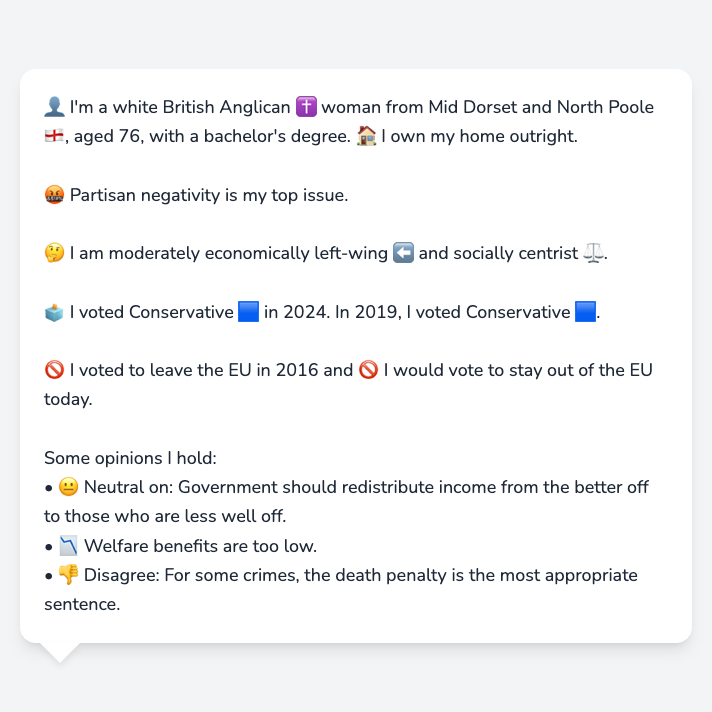 👤 I'm a white British Anglican ✝️ woman from Mid Dorset and North Poole
🏴󠁧󠁢󠁥󠁮󠁧󠁿, aged 76, with a bachelor's degree. 🏠 I own my home outright.
🤬 Partisan negativity is my top issue.
🤔 I am moderately economically left-wing ⬅️ and socially centrist ⚖️.
🗳️ I voted Conservative 🟦 in 2024. In 2019, I voted Conservative 🟦.
🚫 I voted to leave the EU in 2016 and 🚫 I would vote to stay out of the EU
today.
Some opinions I hold:
• 😐 Neutral on: Government should redistribute income from the better off
to those who are less well off.
• 📉 Welfare benefits are too low.
• 👎 Disagree: For some crimes, the death penalty is the most appropriate
sentence.